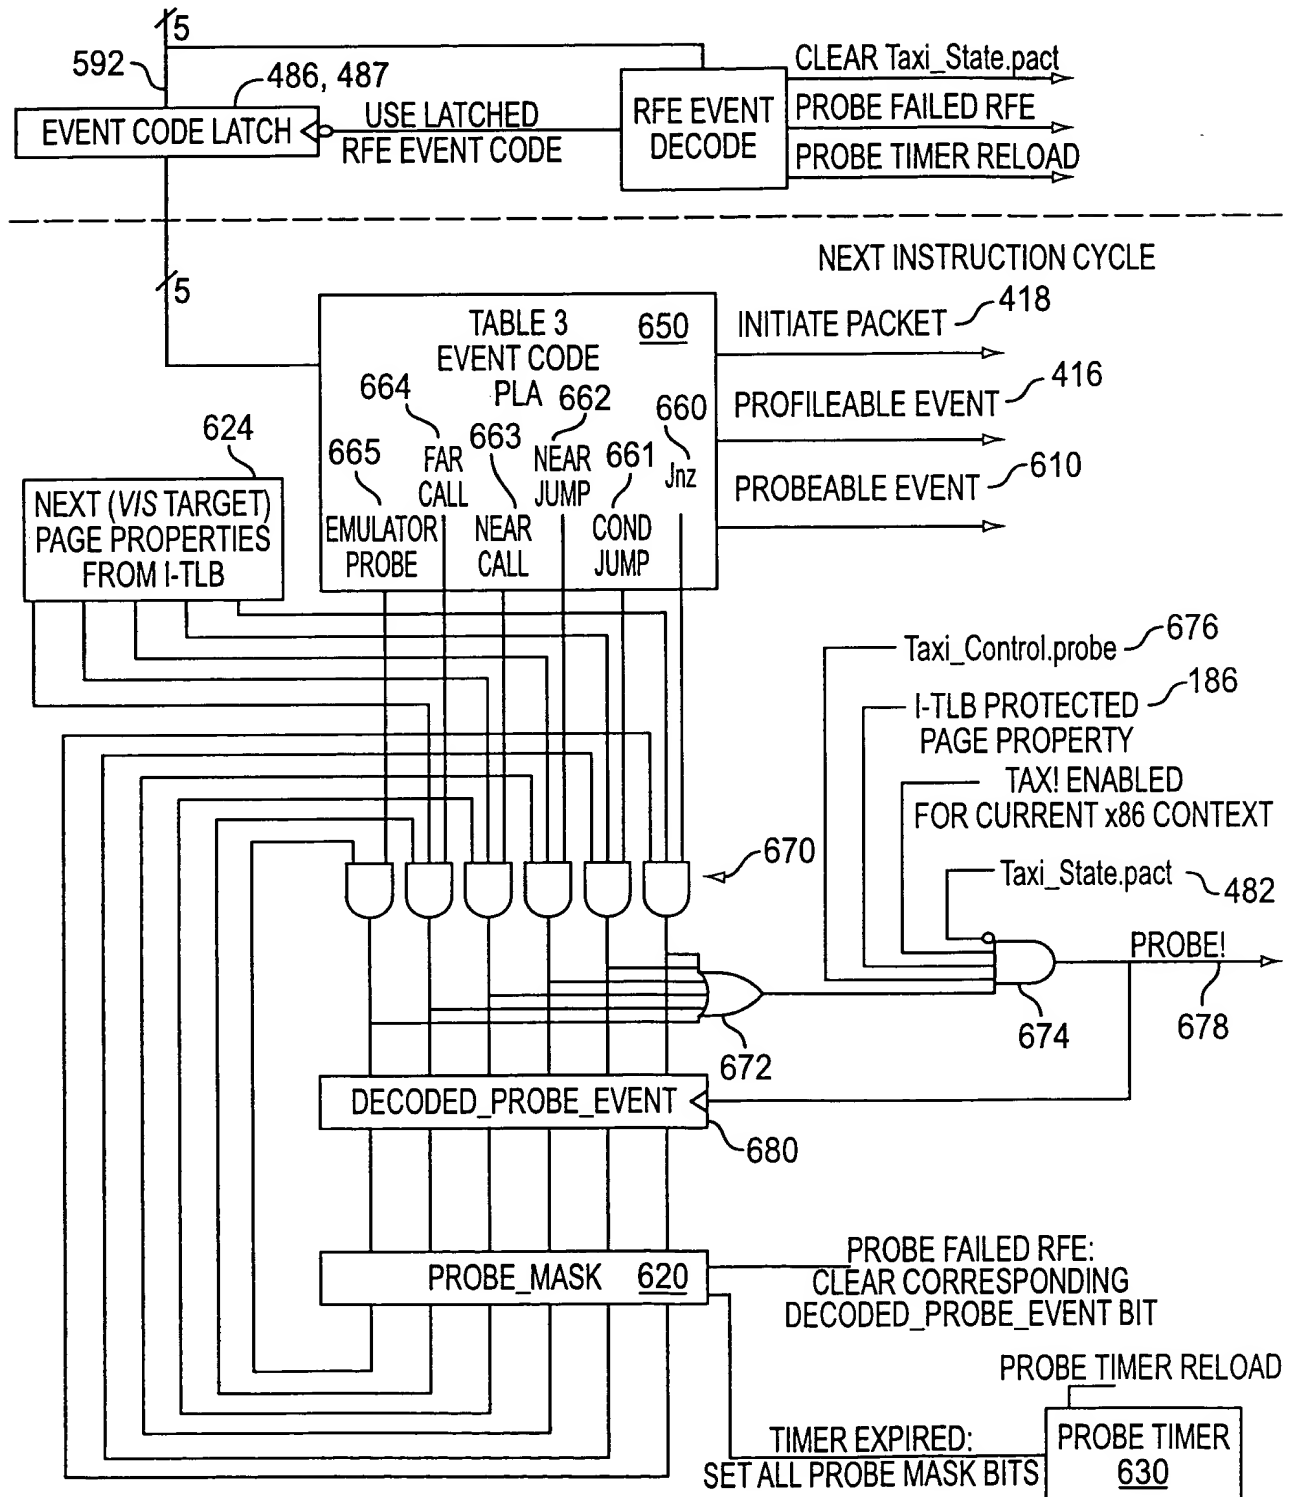 5
592
486, 487
EVENT CODE LATCH
USE LATCHED
RFE EVENT CODE
RFE EVENT
DECODE
CLEAR Taxi_State.pact
PROBE FAILED RFE
PROBE TIMER RELOAD
5
NEXT INSTRUCTION CYCLE
TABLE 3
EVENT CODE
PLA
650
INITIATE PACKET
418
PROFILEABLE EVENT
416
PROBEABLE EVENT
610
664
662
660
665
663
661
FAR
CALL
NEAR
JUMP
Jnz
EMULATOR
PROBE
NEAR
CALL
COND
JUMP
624
NEXT (V/S TARGET)
PAGE PROPERTIES
FROM I-TLB
Taxi_Control.probe
676
I-TLB PROTECTED
PAGE PROPERTY
186
TAX! ENABLED
FOR CURRENT x86 CONTEXT
670
Taxi_State.pact
482
PROBE!
674
678
672
DECODED_PROBE_EVENT
680
PROBE_MASK
620
PROBE FAILED RFE:
CLEAR CORRESPONDING
DECODED_PROBE_EVENT BIT
PROBE TIMER RELOAD
TIMER EXPIRED:
SET ALL PROBE MASK BITS
PROBE TIMER
630